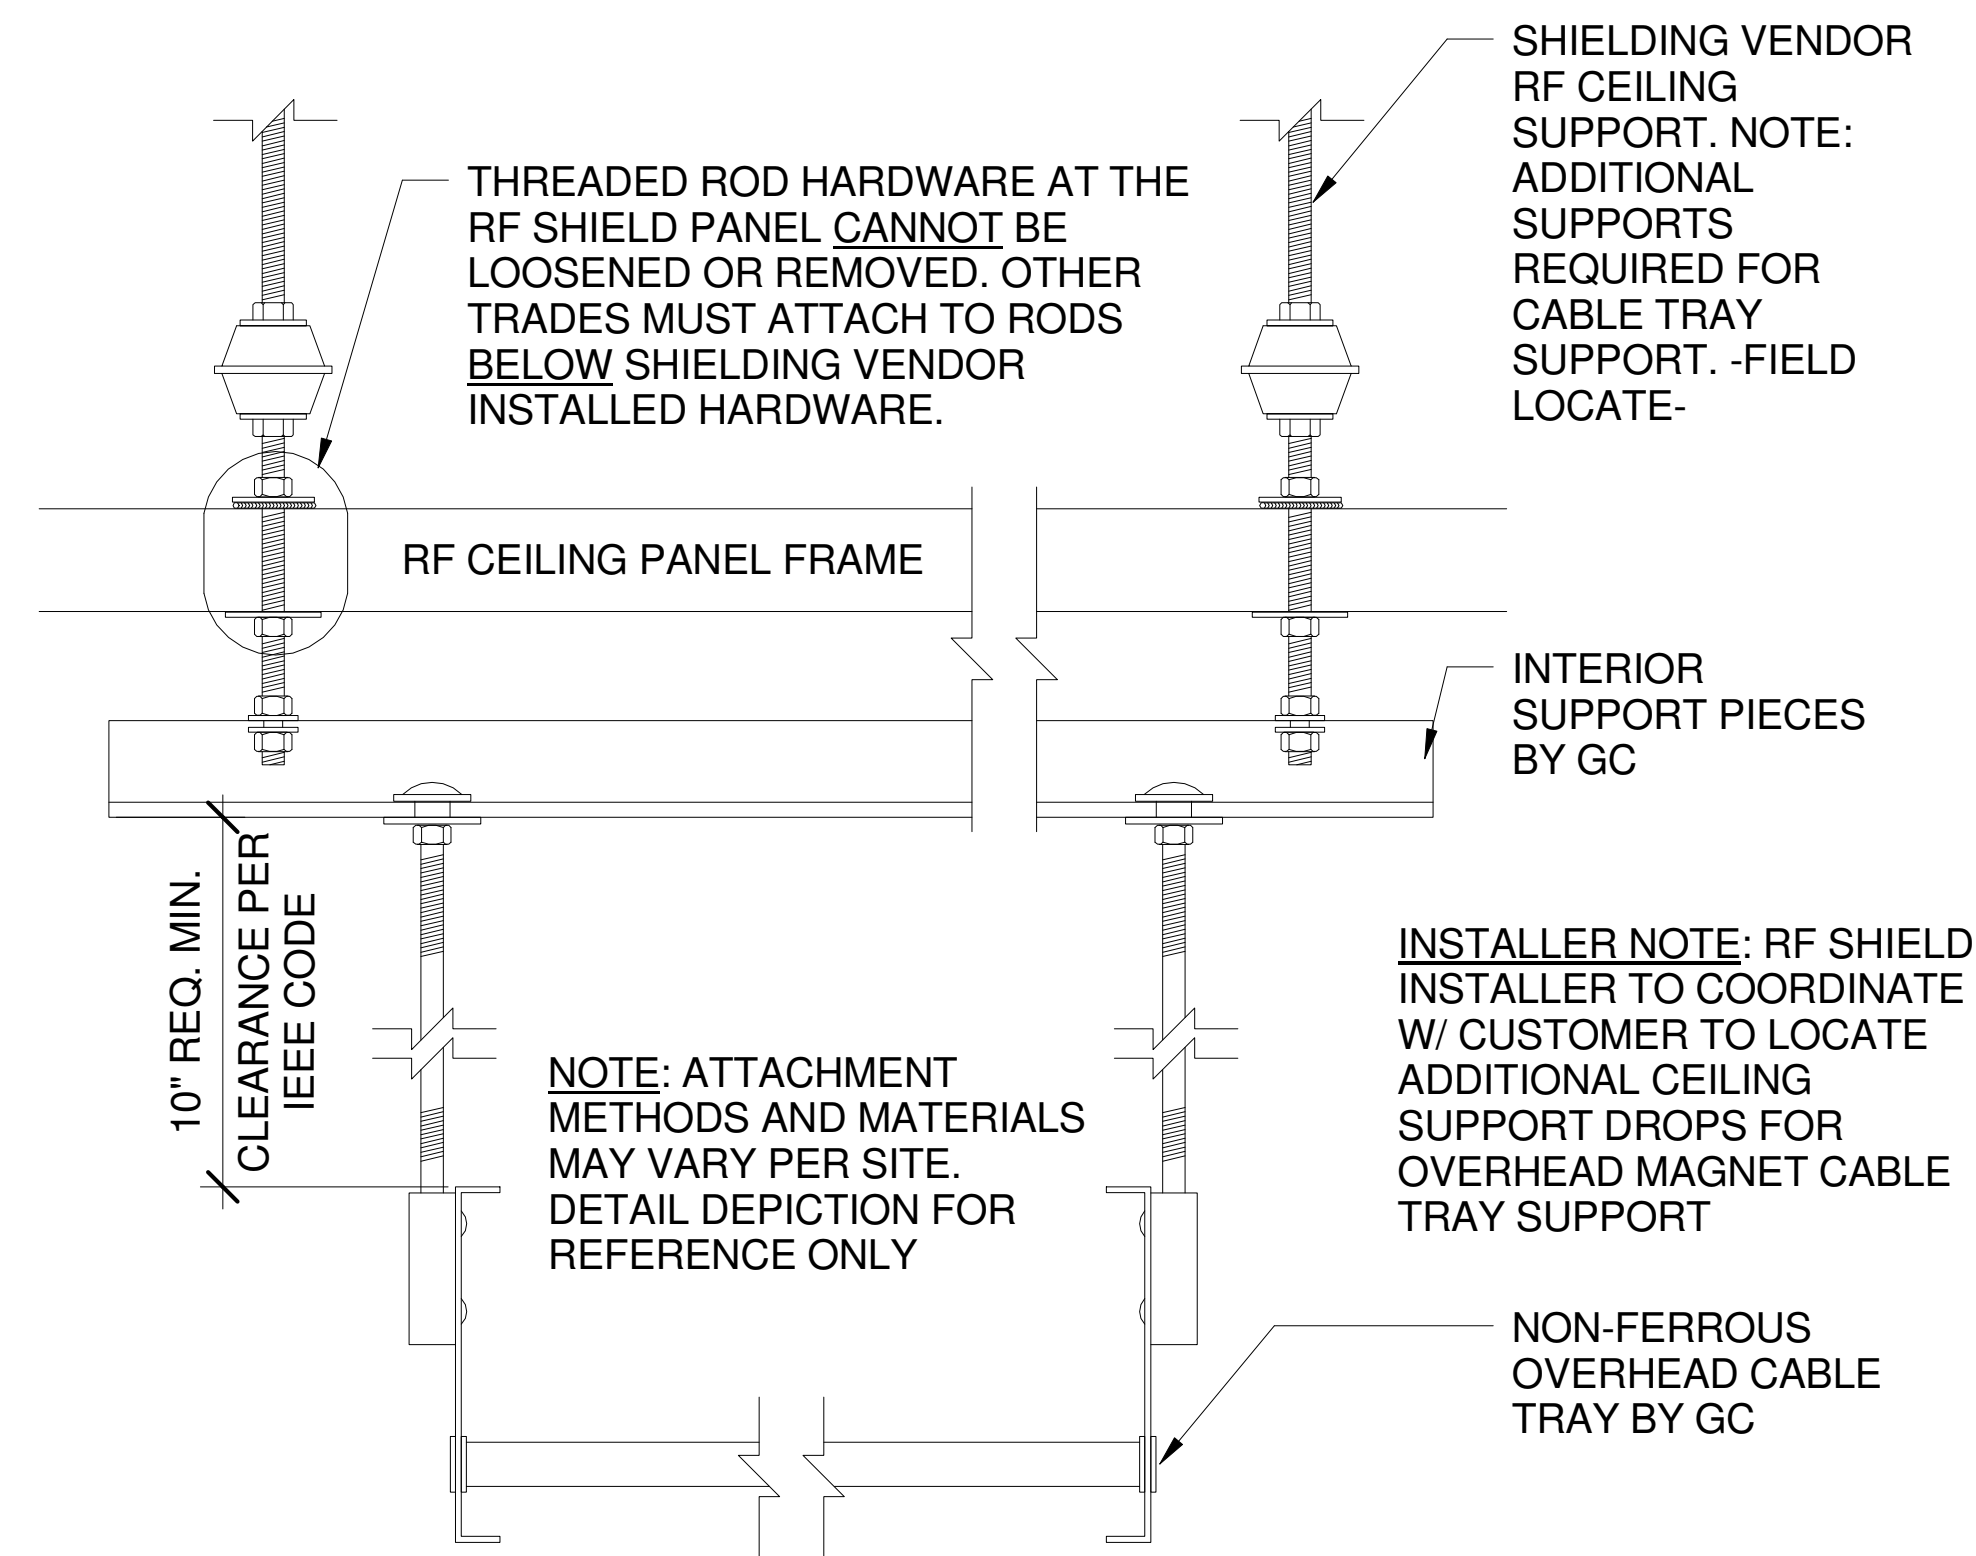 SHIELDING VENDOR
RF CEILING
SUPPORT. NOTE:
ADDITIONAL
SUPPORTS
REQUIRED FOR
CABLE TRAY
SUPPORT. -FIELD
LOCATE-
THREADED ROD HARDWARE AT THE
RF SHIELD PANEL CANNOT BE
LOOSENED OR REMOVED. OTHER
TRADES MUST ATTACH TO RODS
BELOW SHIELDING VENDOR
INSTALLED HARDWARE.
RF CEILING PANEL FRAME
INTERIOR
SUPPORT PIECES
BY GC
10" REQ. MIN.
CLEARANCE PER
IEEE CODE
INSTALLER NOTE: RF SHIELD
INSTALLER TO COORDINATE
W/ CUSTOMER TO LOCATE
ADDITIONAL CEILING
SUPPORT DROPS FOR
OVERHEAD MAGNET CABLE
TRAY SUPPORT
NOTE: ATTACHMENT
METHODS AND MATERIALS
MAY VARY PER SITE.
DETAIL DEPICTION FOR
REFERENCE ONLY
NON-FERROUS
OVERHEAD CABLE
TRAY BY GC